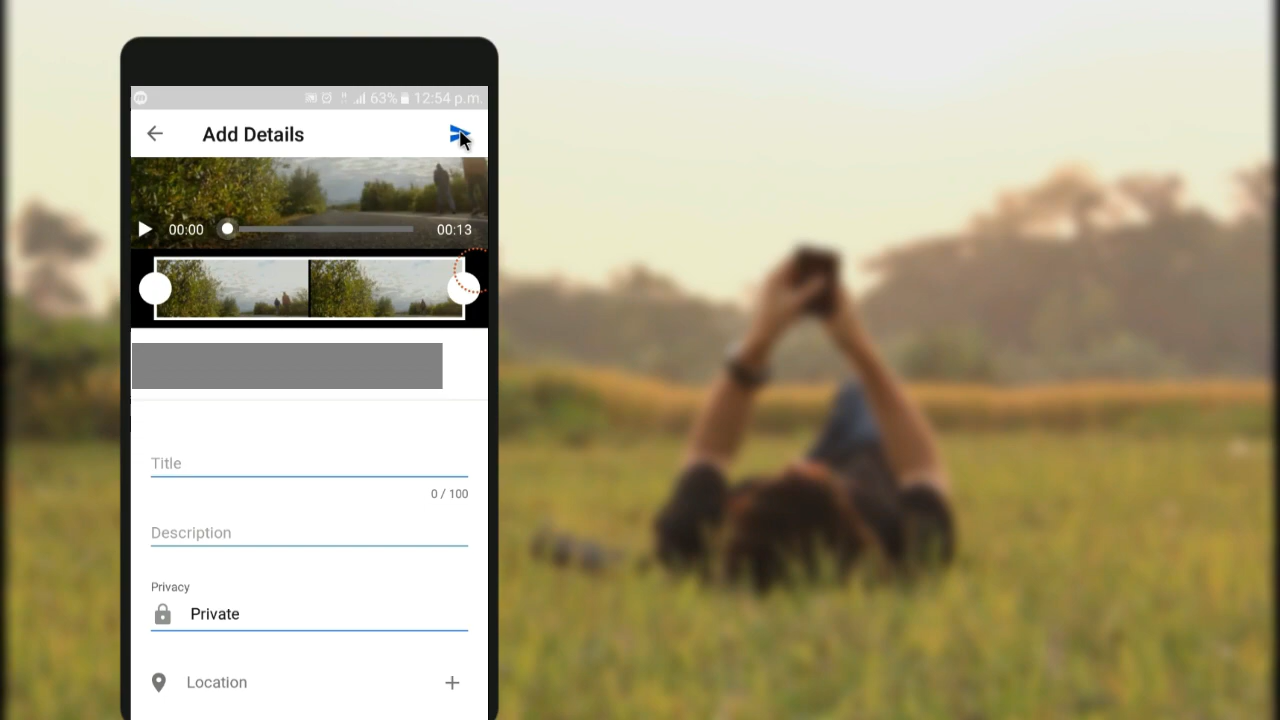 63% 12:54 p.m.
Add Details
00:00 00:13
Title
0 / 100
Description
Privacy
Private
Location